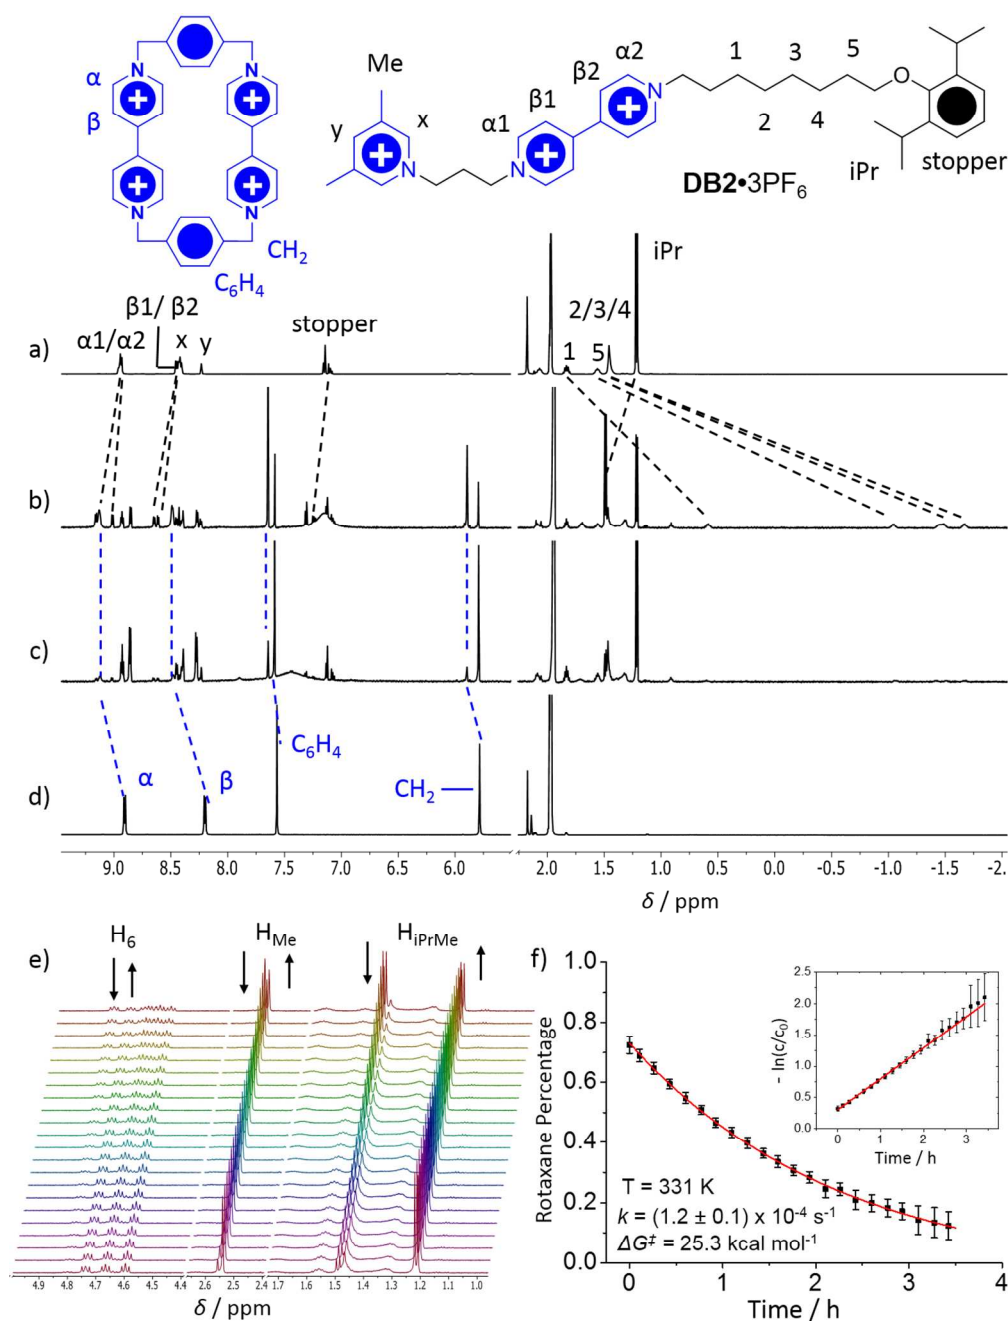 α
β
N
N
N
N
CH₂
C₆H₄
Me
y
x
N
α1
β1
β2
α2
N
1
3
5
2
4
O
iPr
stopper
DB2•3PF₆
a)
α1/α2
β1/ β2
x
y
stopper
1
5
2/3/4
iPr
b)
c)
C₆H₄
d)
α
β
CH₂
9.0 8.5 8.0 7.5 7.0 6.5 6.0 2.0 1.5 1.0 0.5 0.0 -0.5 -1.0 -1.5 -2.
δ / ppm
e)
H₆
H_Me
H_iPrMe
4.9 4.8 4.7 4.6 4.5 4.4 2.6 2.5 2.4 1.7 1.6 1.5 1.4 1.3 1.2 1.1 1.0
δ / ppm
f)
1.0
0.8
0.6
0.4
0.2
0.0
Rotaxane Percentage
T = 331 K
k = (1.2 ± 0.1) x 10⁻⁴ s⁻¹
ΔG‡ = 25.3 kcal mol⁻¹
0 1 2 3 4
Time / h
2.5
2.0
1.5
1.0
0.5
0.0
- ln(c/c₀)
0 1 2 3
Time / h